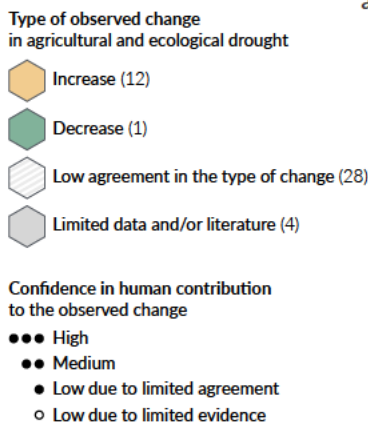 Type of observed change
in agricultural and ecological drought
Increase (12)
Decrease (1)
Low agreement in the type of change (28)
Limited data and/or literature (4)
Confidence in human contribution
to the observed change
●●● High
●● Medium
● Low due to limited agreement
○ Low due to limited evidence